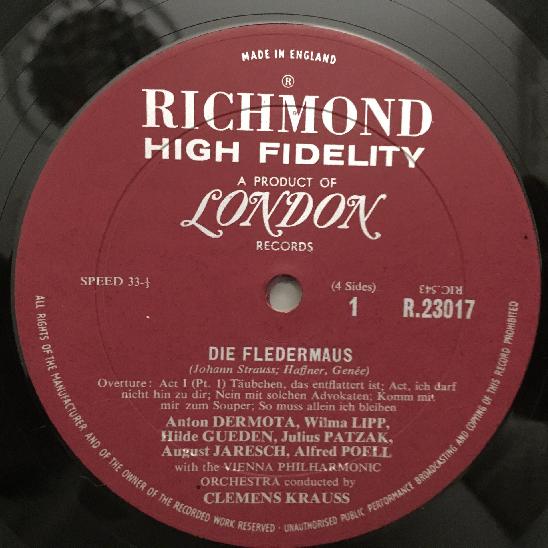 MADE IN ENGLAND
®
RICHMOND
HIGH FIDELITY
A PRODUCT OF
LONDON
RECORDS
SPEED 33-⅓
(4 Sides)
1
RIC.543
R.23017
DIE FLEDERMAUS
(Johann Strauss; Haffner, Genée)
Overture: Act 1 (Pt. 1) Täubchen, das entflattert ist; Act, ich darf
nicht hin zu dir; Nein mit solchen Advokaten; Komm mit
mir zum Souper; So muss allein ich bleiben
Anton DERMOTA, Wilma LIPP,
Hilde GUEDEN, Julius PATZAK,
August JARESCH, Alfred POELL
with the VIENNA PHILHARMONIC
ORCHESTRA conducted by
CLEMENS KRAUSS
ALL RIGHTS OF THE MANUFACTURER AND OF THE OWNER OF THE RECORDED WORK RESERVED · UNAUTHORISED PUBLIC PERFORMANCE BROADCASTING AND COPYING OF THIS RECORD PROHIBITED